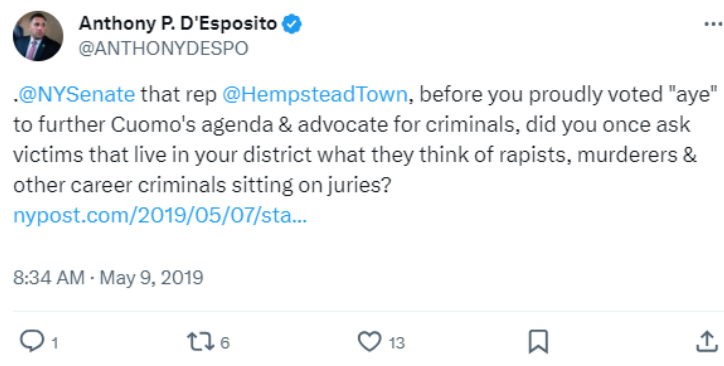 Anthony P. D'Esposito
@ANTHONYDESPO
.@NYSenate that rep @HempsteadTown, before you proudly voted "aye"
to further Cuomo's agenda & advocate for criminals, did you once ask
victims that live in your district what they think of rapists, murderers &
other career criminals sitting on juries?
nypost.com/2019/05/07/sta...
8:34 AM · May 9, 2019
1 6 13